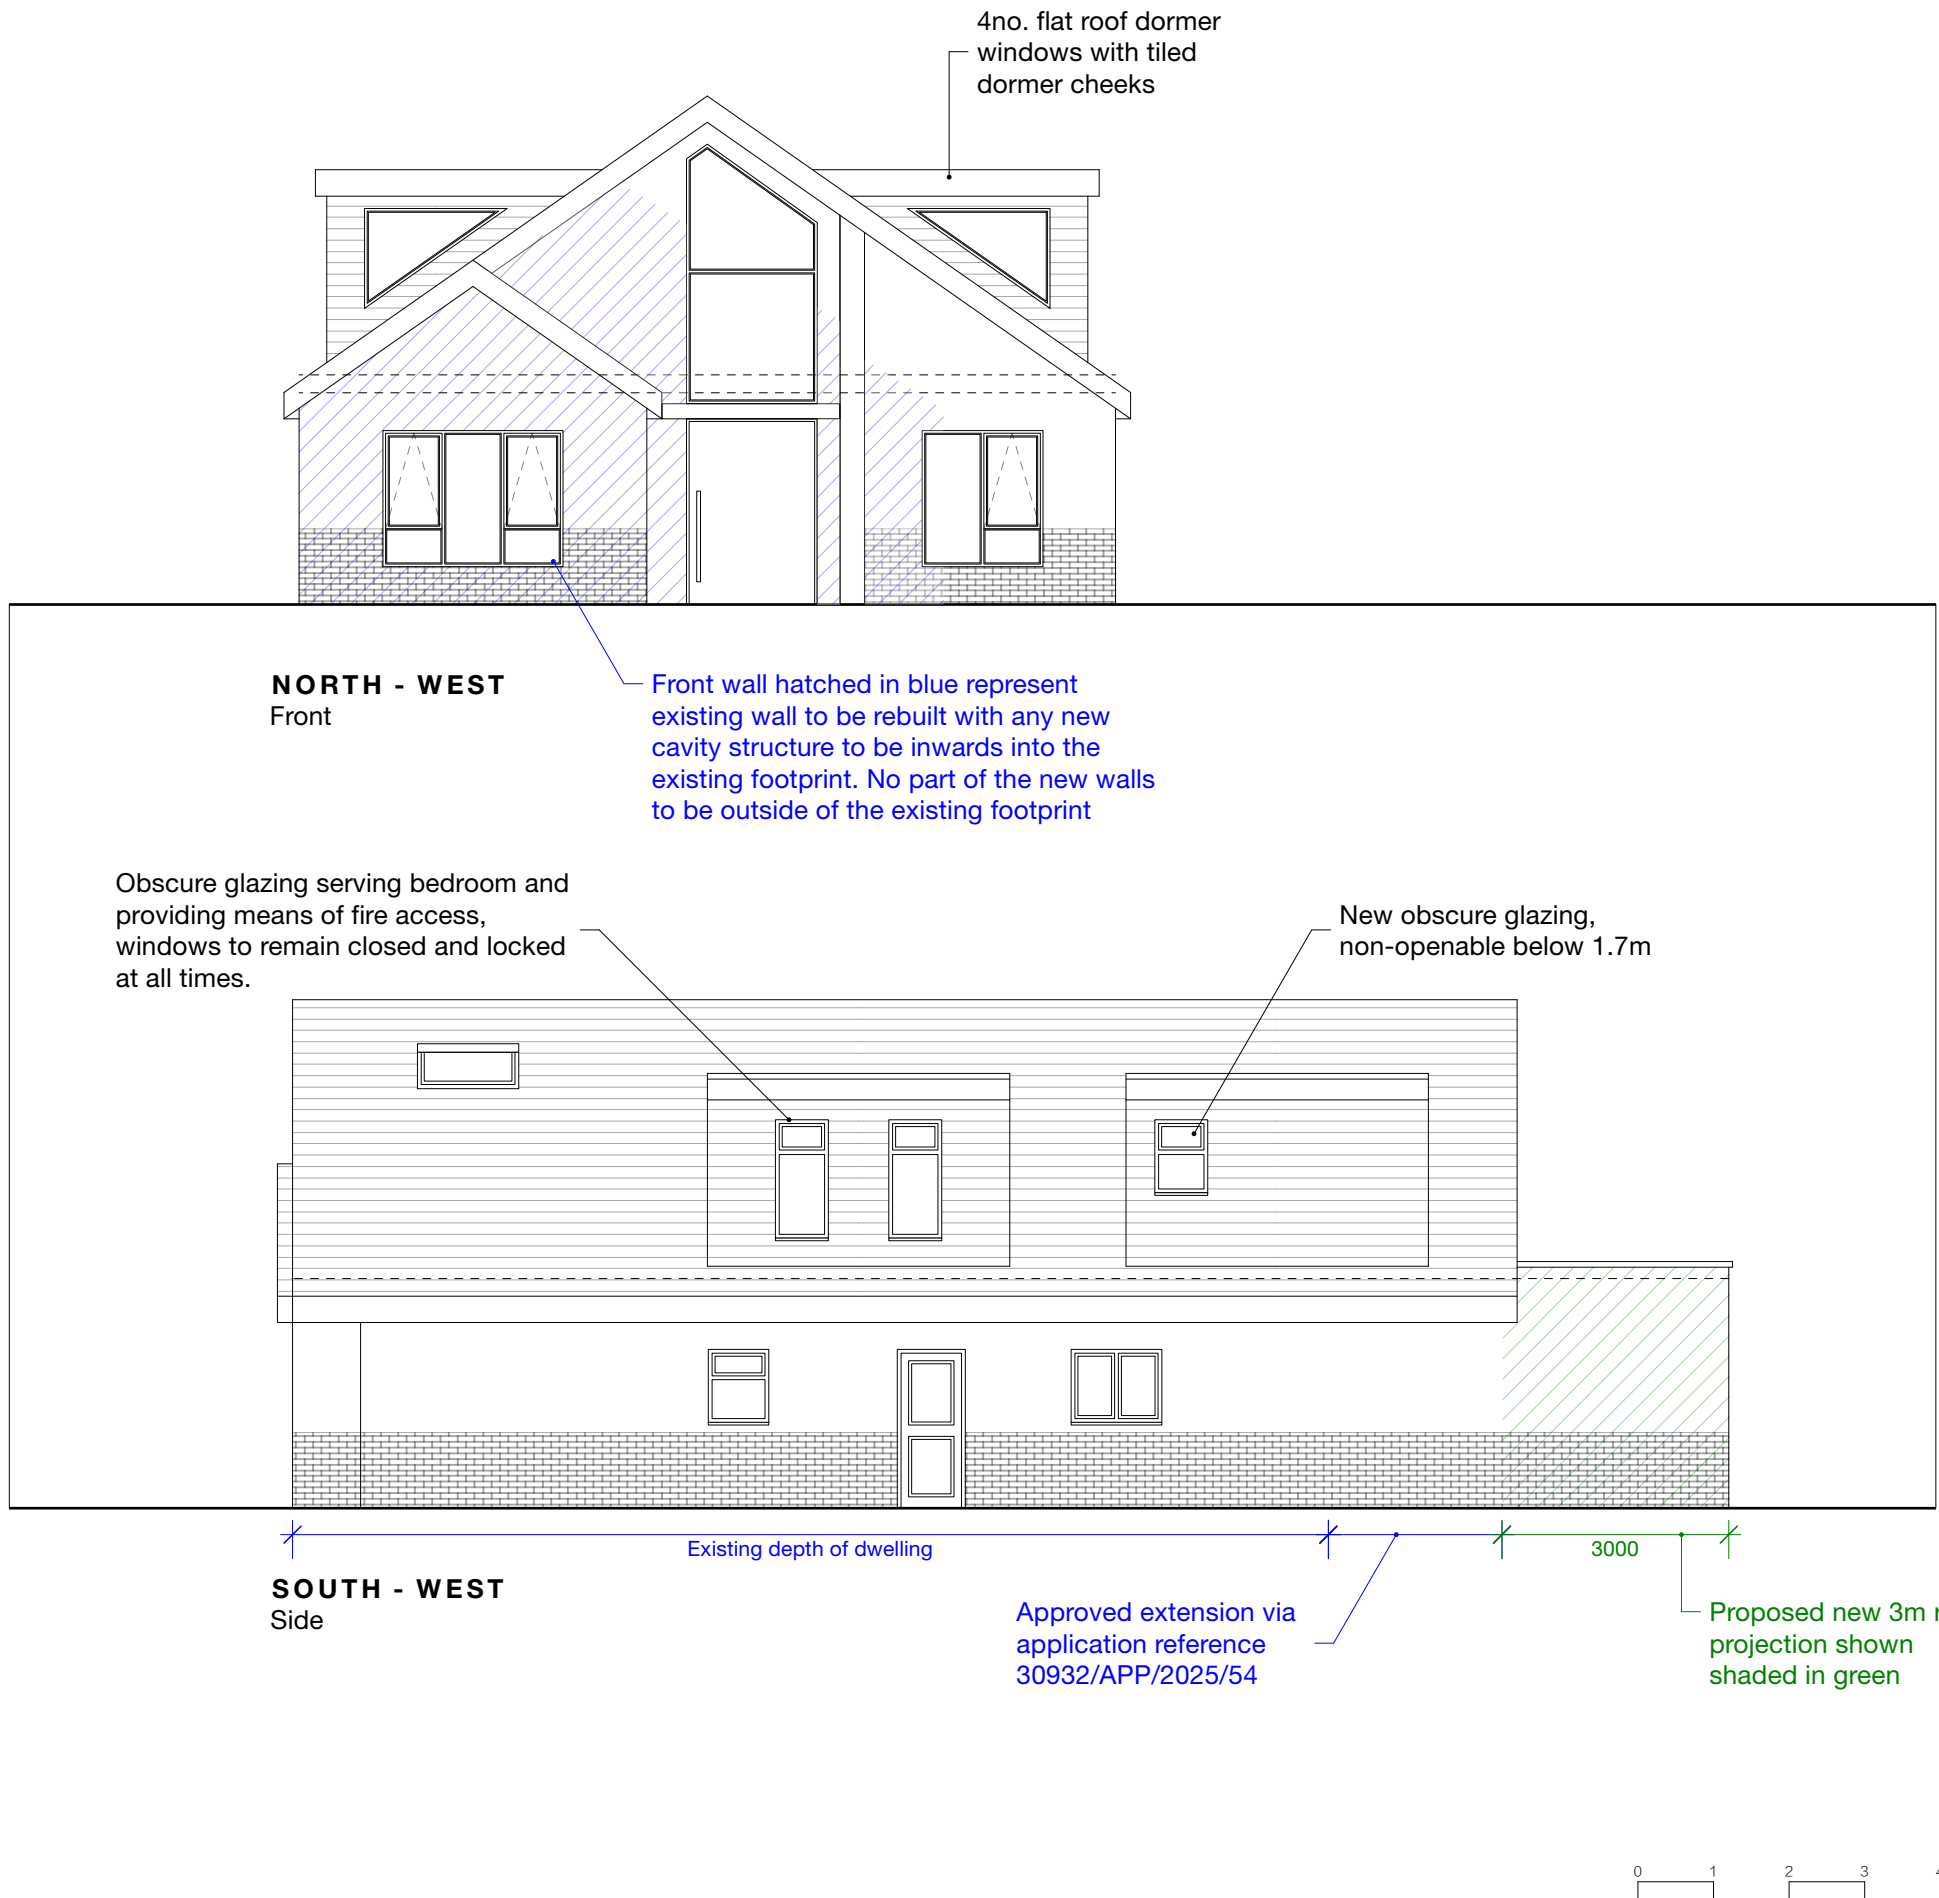 4no. flat roof dormer
windows with tiled
dormer cheeks
NORTH - WEST
Front
Front wall hatched in blue represent
existing wall to be rebuilt with any new
cavity structure to be inwards into the
existing footprint. No part of the new walls
to be outside of the existing footprint
Obscure glazing serving bedroom and
providing means of fire access,
windows to remain closed and locked
at all times.
New obscure glazing,
non-openable below 1.7m
Existing depth of dwelling
3000
SOUTH - WEST
Side
Approved extension via
application reference
30932/APP/2025/54
Proposed new 3m
projection shown
shaded in green
0 1 2 3